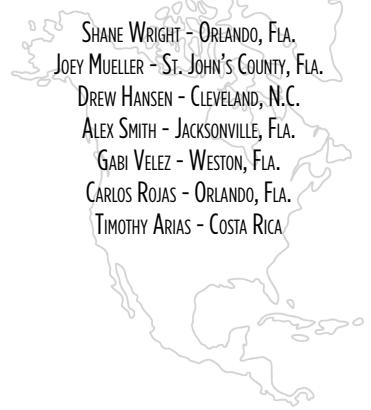 Shane Wright - Orlando, Fla.
Joey Mueller - St. John's County, Fla.
Drew Hansen - Cleveland, N.C.
Alex Smith - Jacksonville, Fla.
Gabi Velez - Weston, Fla.
Carlos Rojas - Orlando, Fla.
Timothy Arias - Costa Rica